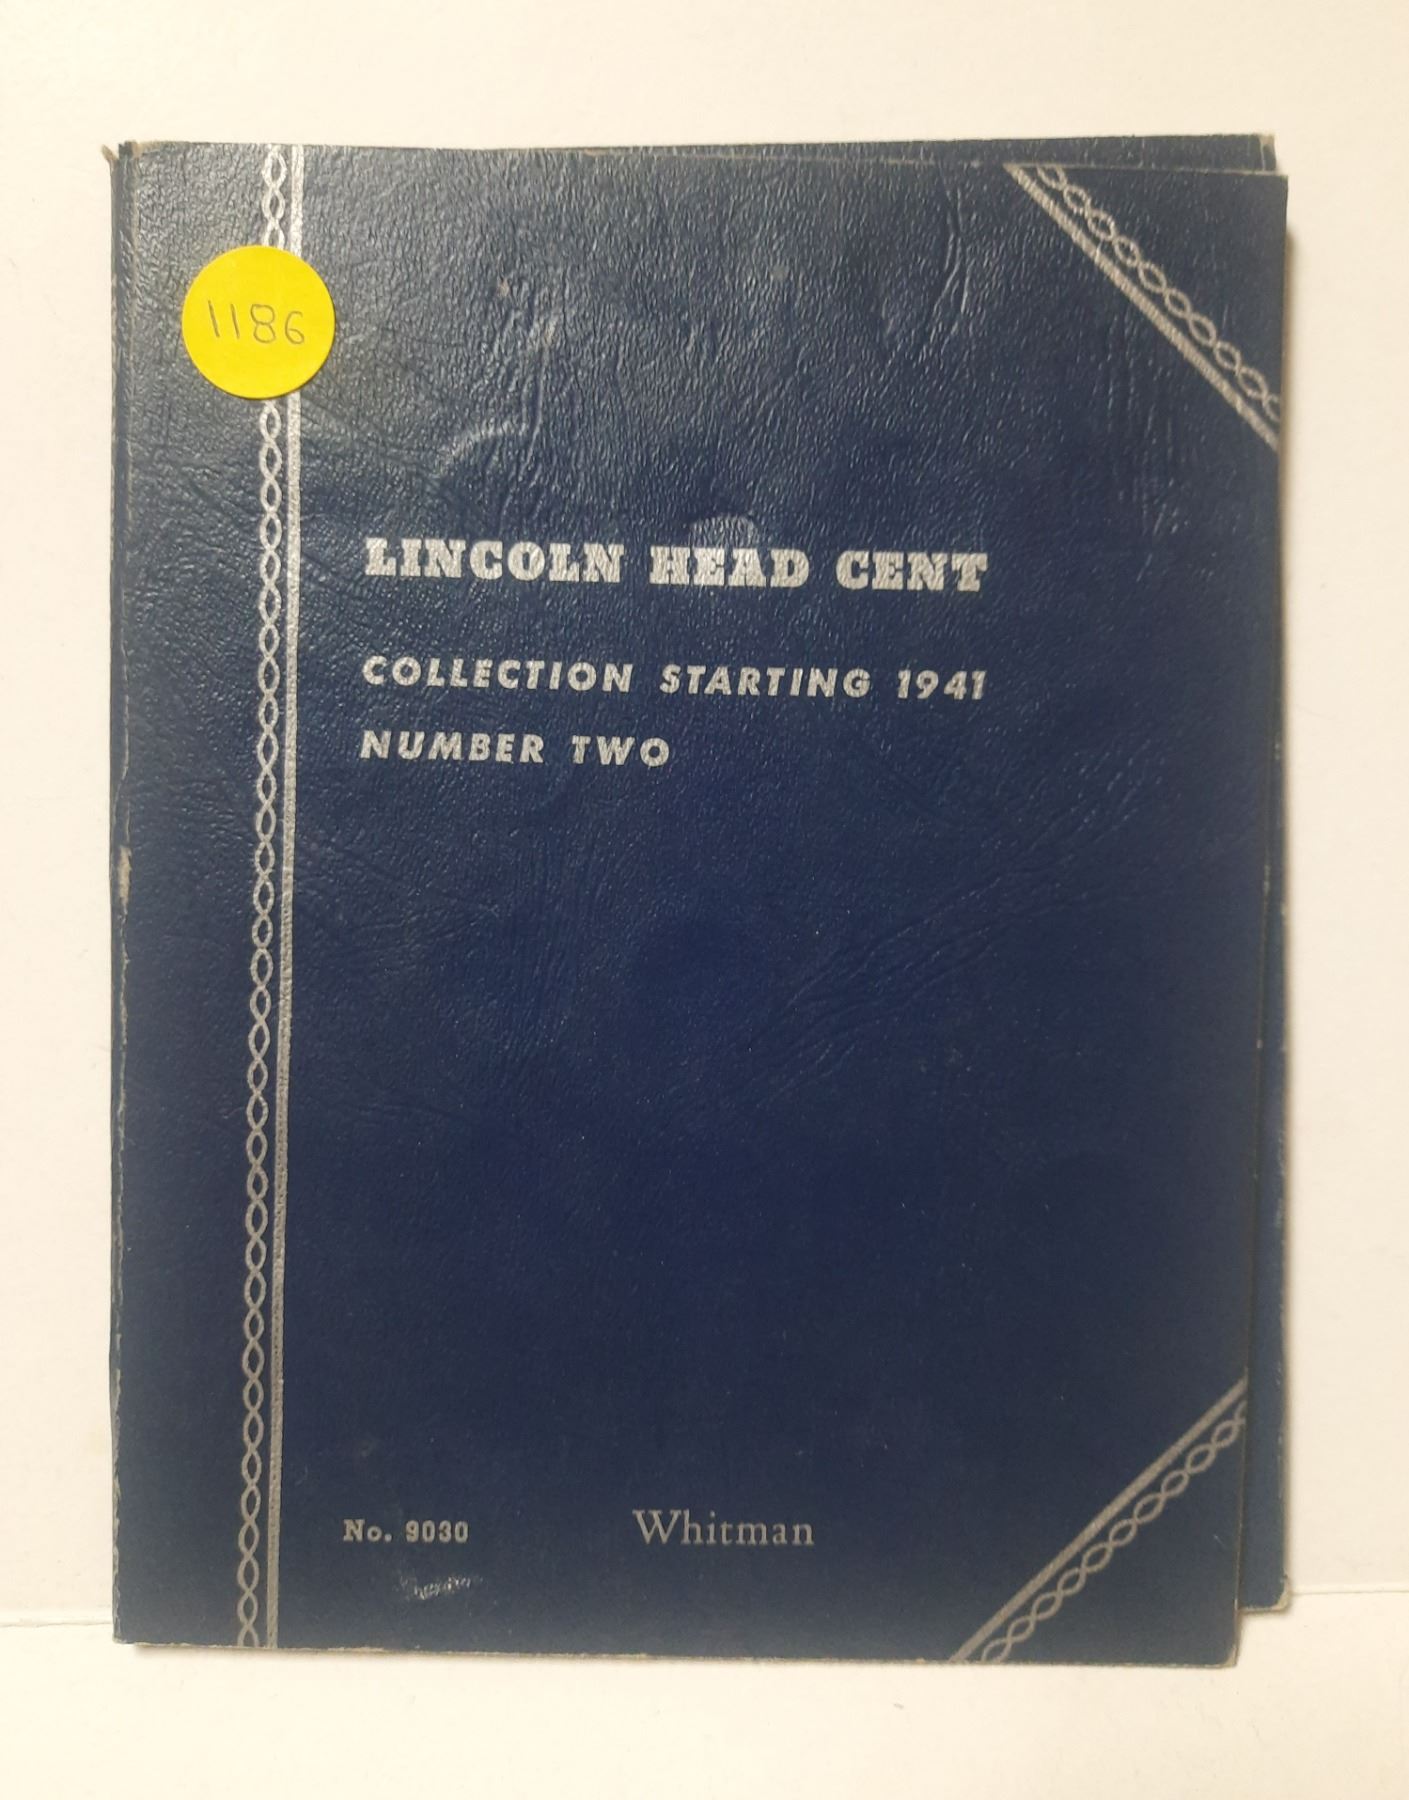 1186
LINCOLN HEAD CENT
COLLECTION STARTING 1941
NUMBER TWO
No. 9030 Whitman